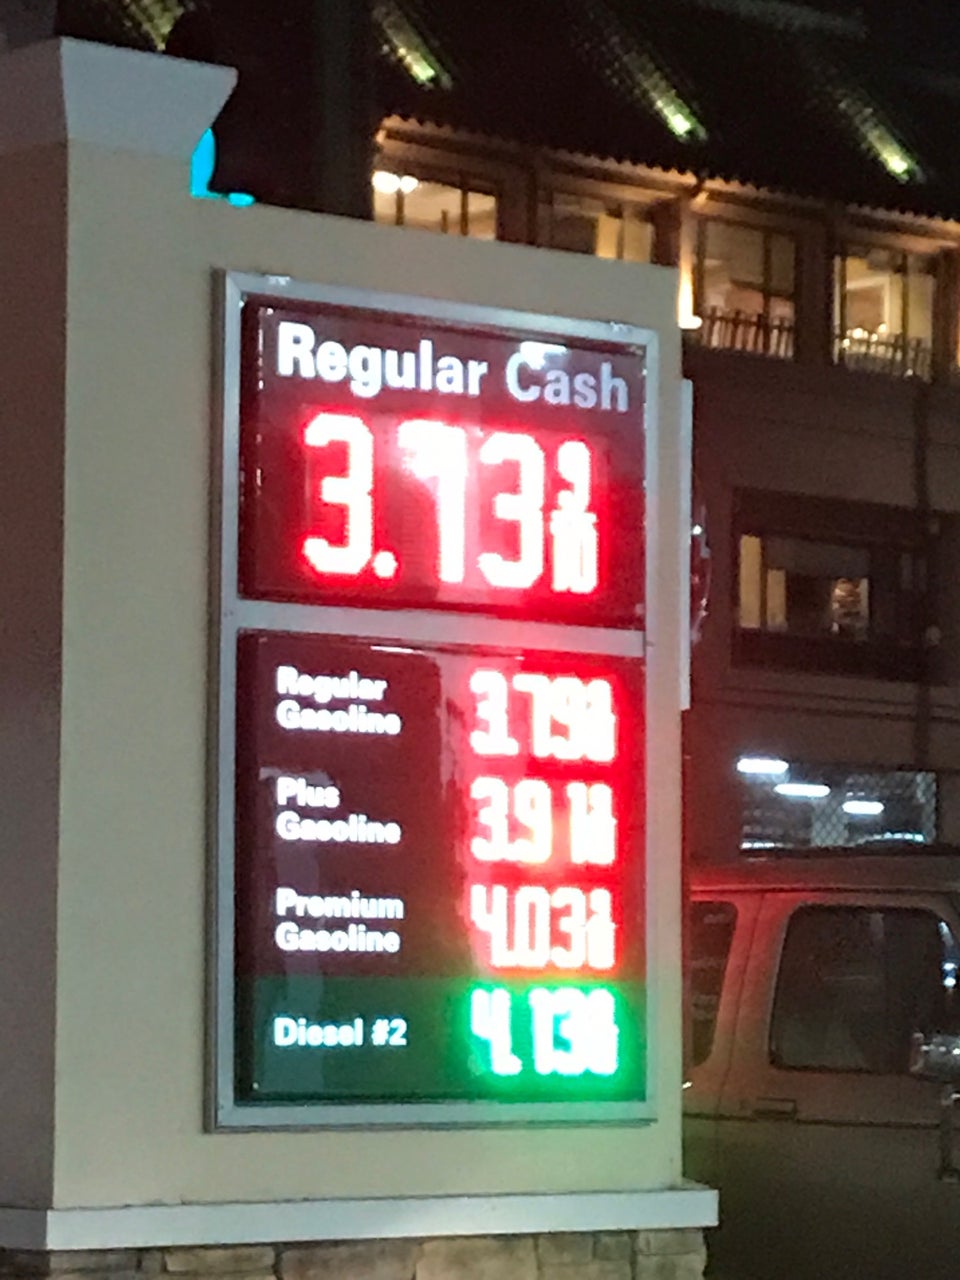 Regular Cash
3.73 9/10
Regular
Gasoline
3.79 9/10
Plus
Gasoline
3.91 9/10
Premium
Gasoline
4.03 9/10
Diesel #2
4.13 9/10